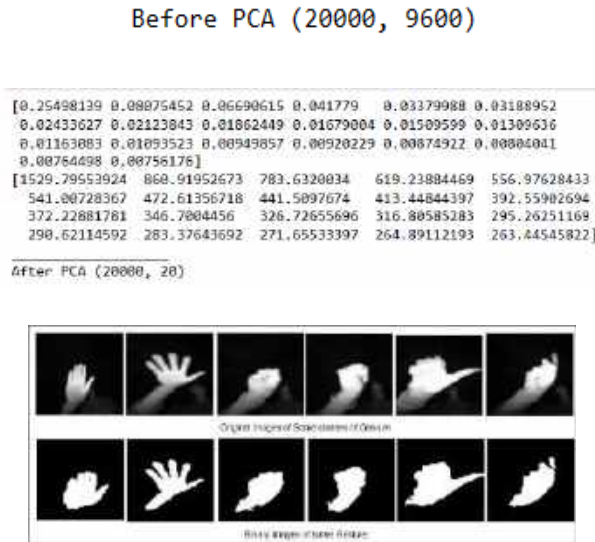 Before PCA (20000, 9600)
[0.25498139 0.08075452 0.06690615 0.041779 0.03379988 0.03188952
0.02433627 0.02123843 0.01862449 0.01679004 0.01509599 0.01309636
0.01163083 0.01093523 0.00949857 0.00920229 0.00874922 0.00804041
0.00764498 0.00756176]
[1529.79553924 860.91952673 783.6320034 619.23884469 556.97628433
541.00728367 472.61356718 441.5097674 413.44844397 392.55902694
372.22881781 346.7004456 326.72655696 316.80585283 295.26251169
290.62114592 283.37643692 271.65533397 264.89112193 263.44545822]
After PCA (20000, 20)
Original Images of Some classes of Gesture
Binary Images of Same Gesture